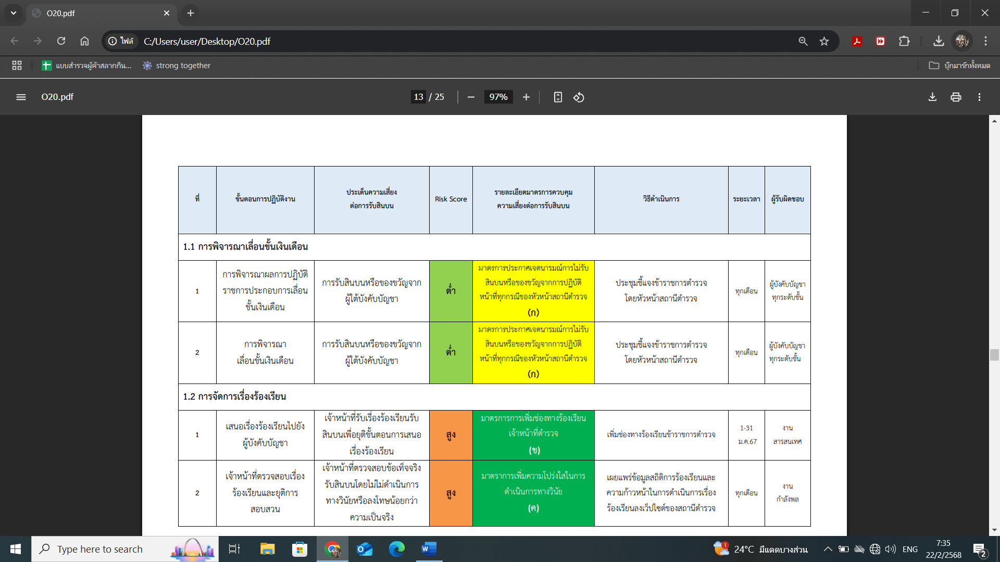 O20.pdf
ไฟล์
C:/Users/user/Desktop/O20.pdf
แบบสำรวจผู้ค้าสลากกิน...
strong together
บุ๊กมาร์กทั้งหมด
O20.pdf
13 / 25
97%
ที่
ขั้นตอนการปฏิบัติงาน
ประเด็นความเสี่ยง
ต่อการรับสินบน
Risk Score
รายละเอียดมาตรการควบคุม
ความเสี่ยงต่อการรับสินบน
วิธีดำเนินการ
ระยะเวลา
ผู้รับผิดชอบ
1.1 การพิจารณาเลื่อนขั้นเงินเดือน
1
การพิจารณาผลการปฏิบัติ
ราชการประกอบการเลื่อน
ขั้นเงินเดือน
การรับสินบนหรือของขวัญจาก
ผู้ใต้บังคับบัญชา
ต่ำ
มาตรการประกาศเจตนารมณ์การไม่รับ
สินบนหรือของขวัญจากการปฏิบัติ
หน้าที่ทุกกรณีของหัวหน้าสถานีตำรวจ
(ก)
ประชุมชี้แจงข้าราชการตำรวจ
โดยหัวหน้าสถานีตำรวจ
ทุกเดือน
ผู้บังคับบัญชา
ทุกระดับชั้น
2
การพิจารณา
เลื่อนขั้นเงินเดือน
การรับสินบนหรือของขวัญจาก
ผู้ใต้บังคับบัญชา
ต่ำ
มาตรการประกาศเจตนารมณ์การไม่รับ
สินบนหรือของขวัญจากการปฏิบัติ
หน้าที่ทุกกรณีของหัวหน้าสถานีตำรวจ
(ก)
ประชุมชี้แจงข้าราชการตำรวจ
โดยหัวหน้าสถานีตำรวจ
ทุกเดือน
ผู้บังคับบัญชา
ทุกระดับชั้น
1.2 การจัดการเรื่องร้องเรียน
1
เสนอเรื่องร้องเรียนไปยัง
ผู้บังคับบัญชา
เจ้าหน้าที่รับเรื่องร้องเรียนรับ
สินบนเพื่อยุติขั้นตอนการเสนอ
เรื่องร้องเรียน
สูง
มาตรการการเพิ่มช่องทางร้องเรียน
เจ้าหน้าที่ตำรวจ
(ข)
เพิ่มช่องทางร้องเรียนข้าราชการตำรวจ
1-31
ม.ค.67
งาน
สารสนเทศ
2
เจ้าหน้าที่ตรวจสอบเรื่อง
ร้องเรียนและยุติการ
สอบสวน
เจ้าหน้าที่ตรวจสอบข้อเท็จจริง
รับสินบนโดยไม่ไม่ดำเนินการ
ทางวินัยหรือลงโทษน้อยกว่า
ความเป็นจริง
สูง
มาตราการเพิ่มความโปร่งใสในการ
ดำเนินการทางวินัย
(ค)
เผยแพร่ข้อมูลสถิติการร้องเรียนและ
ความก้าวหน้าในการดำเนินการเรื่อง
ร้องเรียนลงเว็ปไซต์ของสถานีตำรวจ
ทุกเดือน
งาน
กำลังพล
Type here to search
1
24°C มีแดดบางส่วน
ENG
7:35
22/2/2568
2